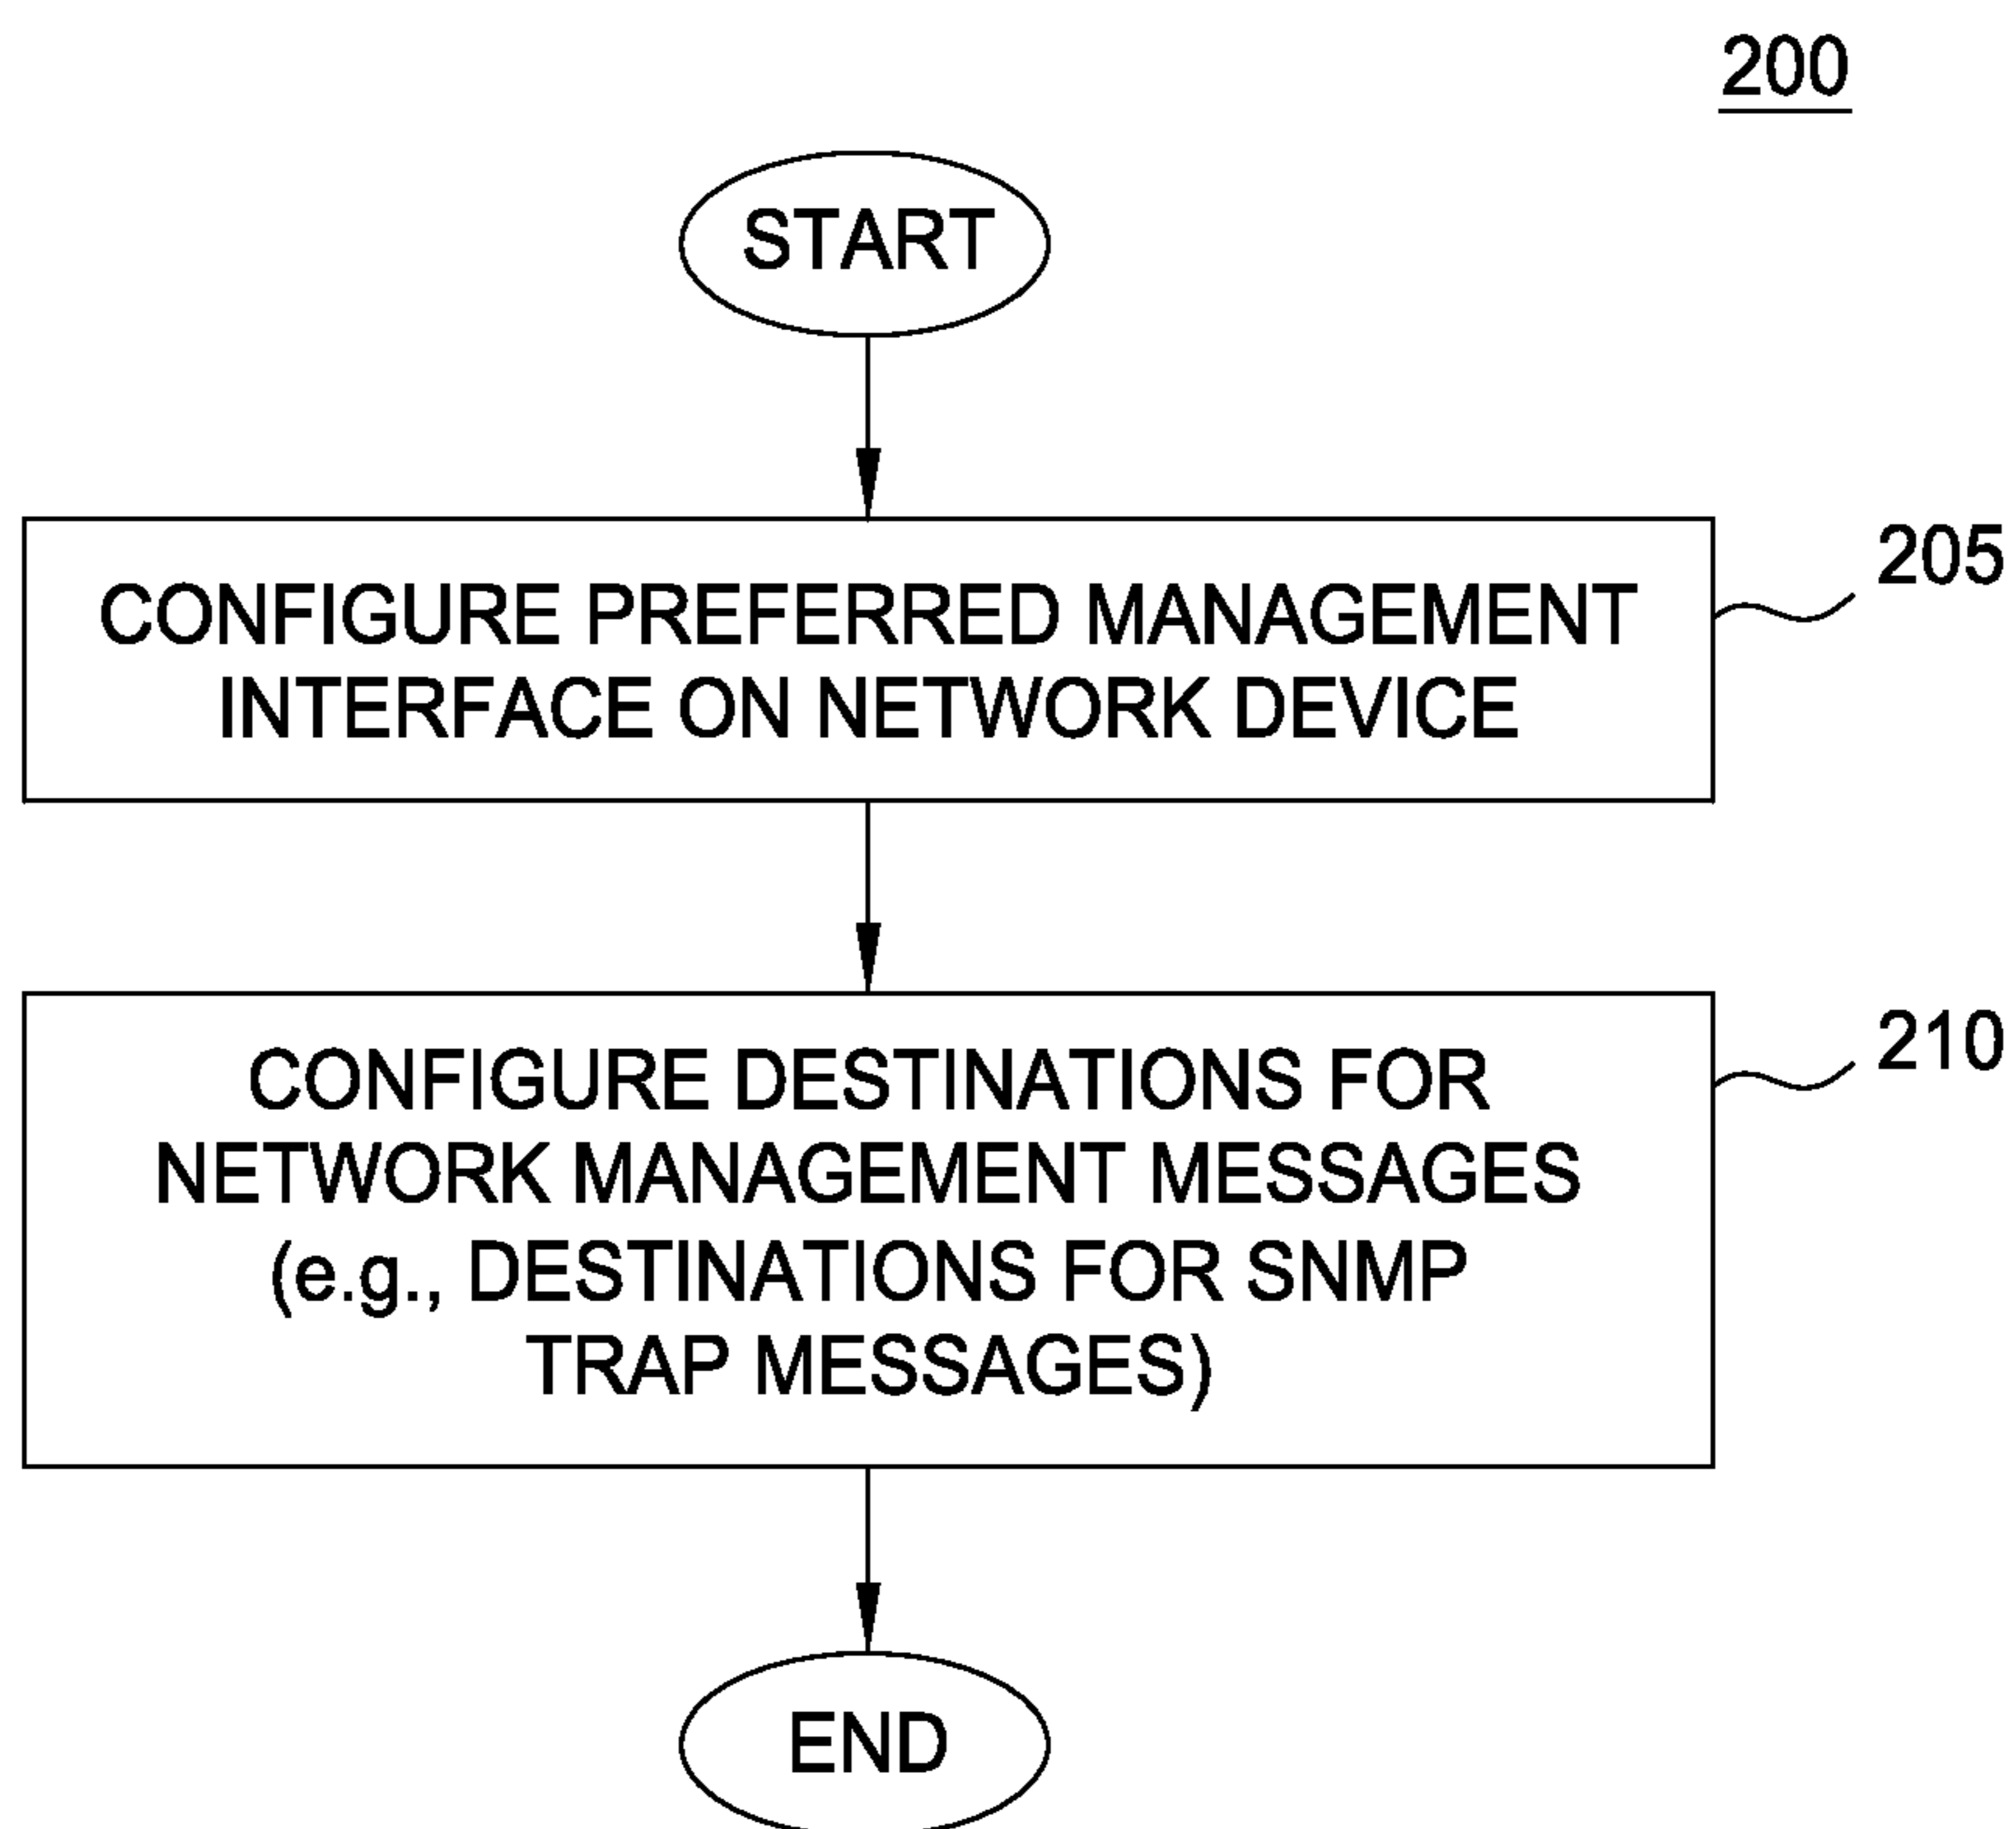 200
START
CONFIGURE PREFERRED MANAGEMENT
INTERFACE ON NETWORK DEVICE
205
CONFIGURE DESTINATIONS FOR
NETWORK MANAGEMENT MESSAGES
(e.g., DESTINATIONS FOR SNMP
TRAP MESSAGES)
210
END